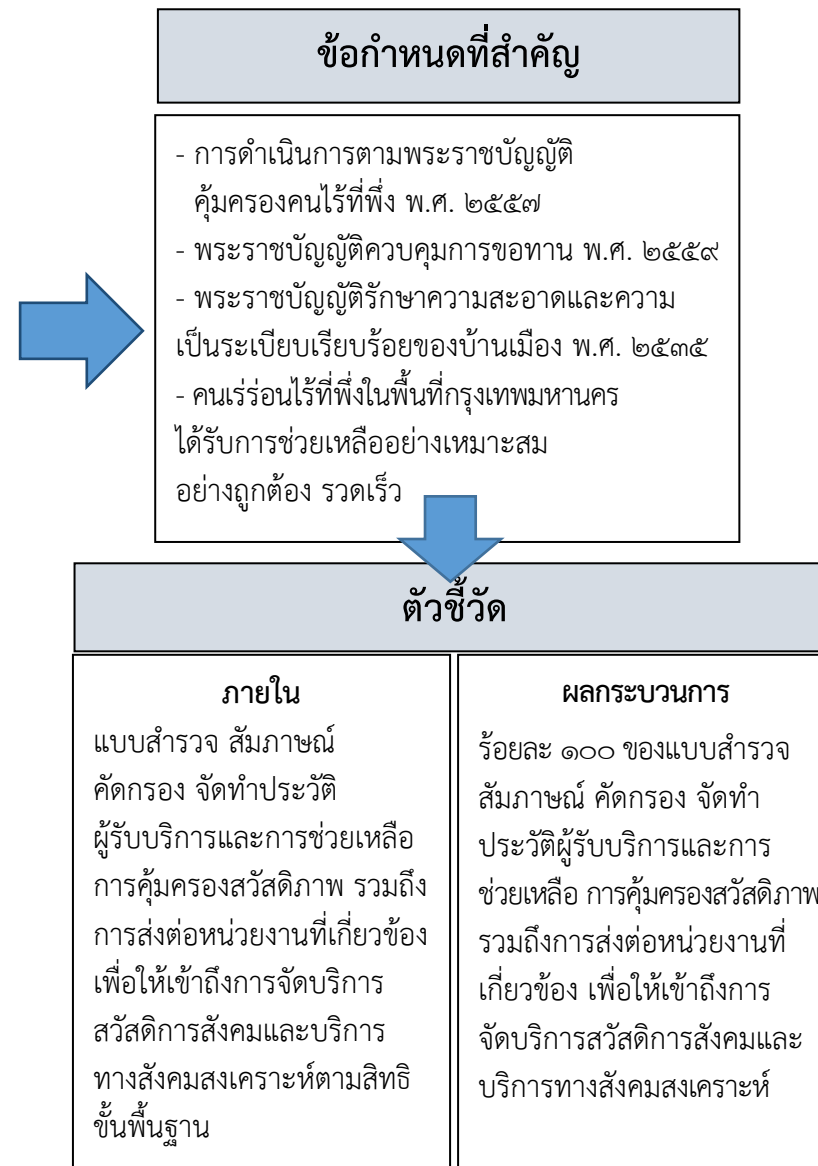 ข้อกำหนดที่สำคัญ
- การดำเนินการตามพระราชบัญญัติ
คุ้มครองคนไร้ที่พึ่ง พ.ศ. ๒๕๕๗
- พระราชบัญญัติควบคุมการขอทาน พ.ศ. ๒๕๕๙
- พระราชบัญญัติรักษาความสะอาดและความ
เป็นระเบียบเรียบร้อยของบ้านเมือง พ.ศ. ๒๕๓๕
- คนเร่ร่อนไร้ที่พึ่งในพื้นที่กรุงเทพมหานคร
ได้รับการช่วยเหลืออย่างเหมาะสม
อย่างถูกต้อง รวดเร็ว
ตัวชี้วัด
ภายใน
แบบสำรวจ สัมภาษณ์
คัดกรอง จัดทำประวัติ
ผู้รับบริการและการช่วยเหลือ
การคุ้มครองสวัสดิภาพ รวมถึง
การส่งต่อหน่วยงานที่เกี่ยวข้อง
เพื่อให้เข้าถึงการจัดบริการ
สวัสดิการสังคมและบริการ
ทางสังคมสงเคราะห์ตามสิทธิ
ขั้นพื้นฐาน
ผลกระบวนการ
ร้อยละ ๑๐๐ ของแบบสำรวจ
สัมภาษณ์ คัดกรอง จัดทำ
ประวัติผู้รับบริการและการ
ช่วยเหลือ การคุ้มครองสวัสดิภาพ
รวมถึงการส่งต่อหน่วยงานที่
เกี่ยวข้อง เพื่อให้เข้าถึงการ
จัดบริการสวัสดิการสังคมและ
บริการทางสังคมสงเคราะห์